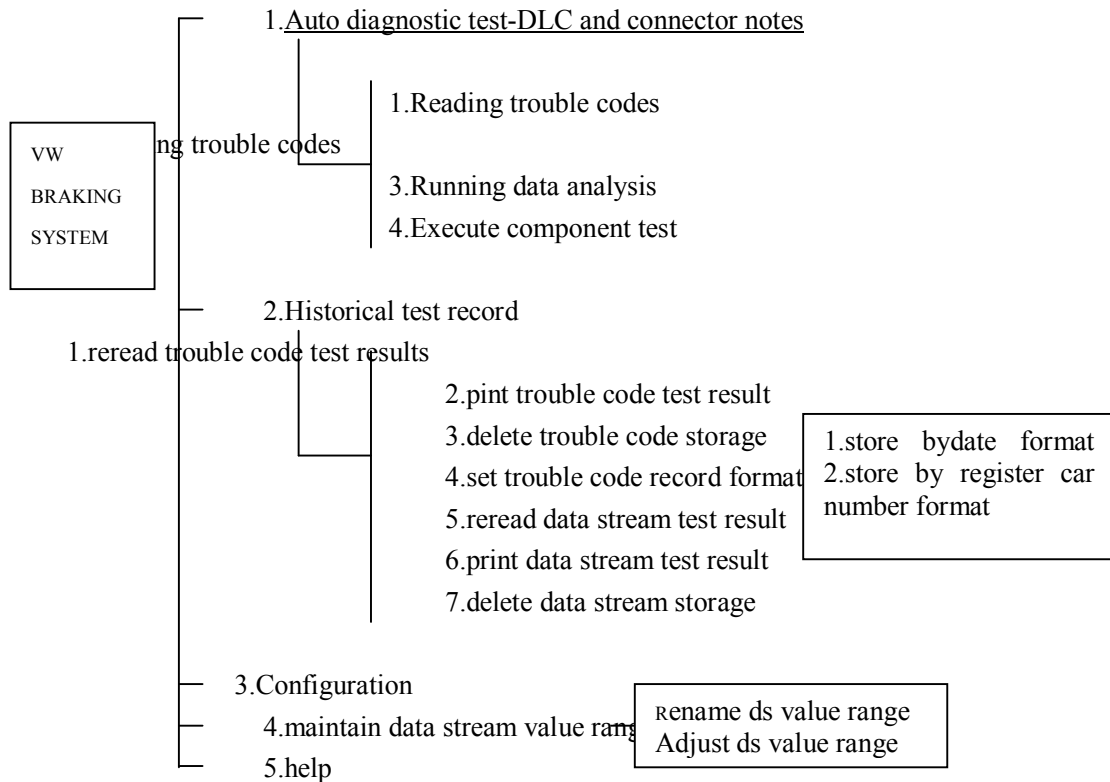 1.Auto diagnostic test-DLC and connector notes
1.Reading trouble codes
ng trouble codes
VW
BRAKING
SYSTEM
3.Running data analysis
4.Execute component test
2.Historical test record
1.reread trouble code test results
2.pint trouble code test result
3.delete trouble code storage
4.set trouble code record format
5.reread data stream test result
6.print data stream test result
7.delete data stream storage
1.store bydate format
2.store by register car
number format
3.Configuration
4.maintain data stream value rang
Rename ds value range
Adjust ds value range
5.help